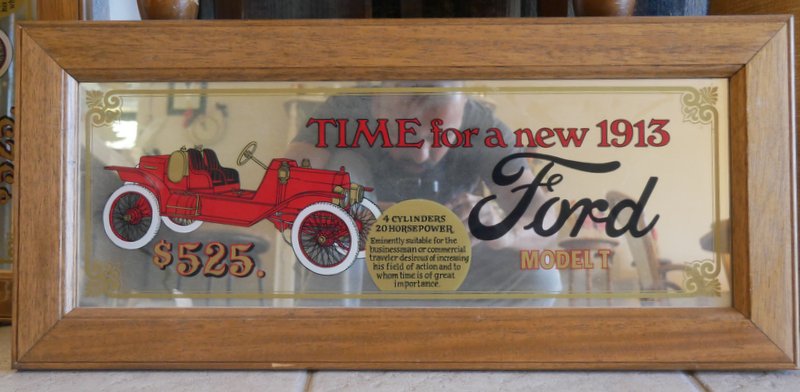 TIME for a new 1913
Ford
MODEL T
$525.
4 CYLINDERS
20 HORSEPOWER
Eminently suitable for the
businessman or commercial
traveler desirous of increasing
his field of action and to
whom time is of great
importance.